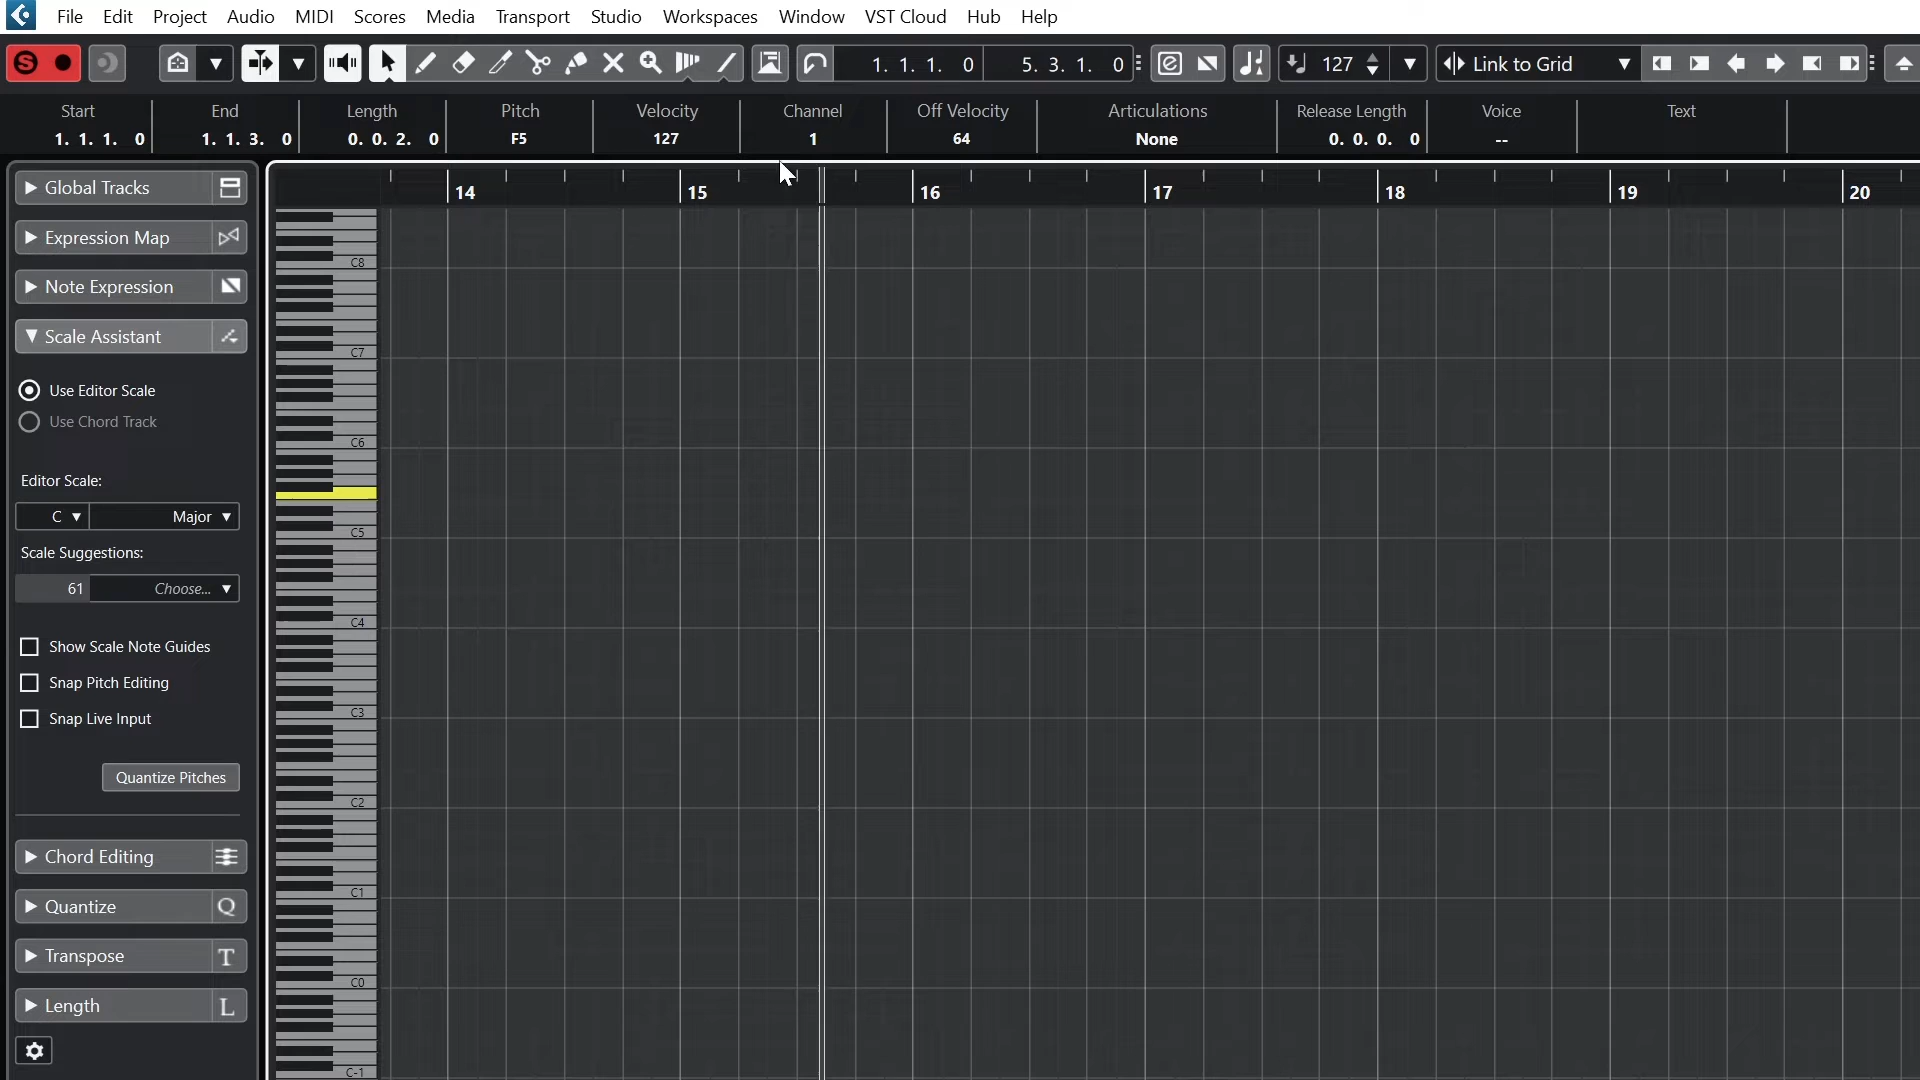 File Edit Project Audio MIDI Scores Media Transport Studio Workspaces Window VST Cloud Hub Help
S 1. 1. 1. 0 5. 3. 1. 0 127 Link to Grid
Start End Length Pitch Velocity Channel Off Velocity Articulations Release Length Voice Text
1. 1. 1. 0 1. 1. 3. 0 0. 0. 2. 0 F5 127 1 64 None 0. 0. 0. 0 --
Global Tracks
14 15 16 17 18 19 20
Expression Map
C8
Note Expression
Scale Assistant
C7
Use Editor Scale
Use Chord Track
C6
Editor Scale:
C Major
C5
Scale Suggestions:
61 Choose...
C4
Show Scale Note Guides
Snap Pitch Editing
C3
Snap Live Input
Quantize Pitches
C2
Chord Editing
C1
Quantize Q
Transpose T
C0
Length L
C-1